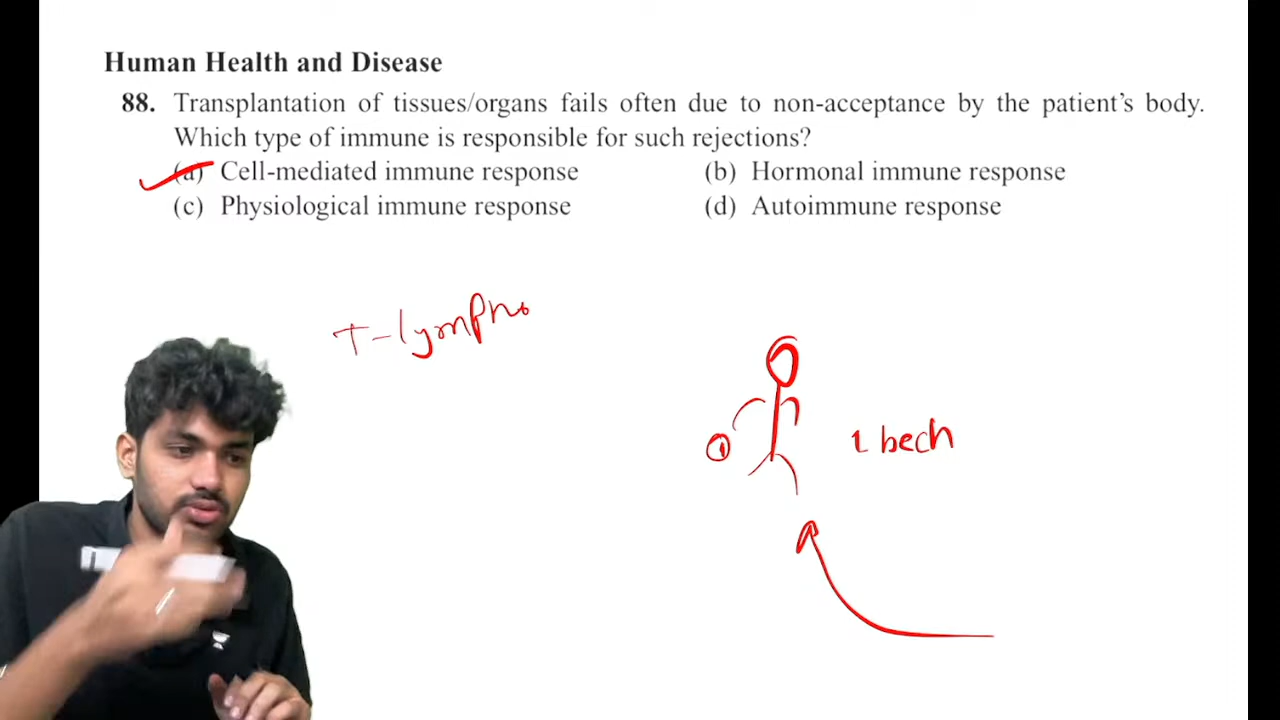 Human Health and Disease
88. Transplantation of tissues/organs fails often due to non-acceptance by the patient's body.
Which type of immune is responsible for such rejections?
(a) Cell-mediated immune response (b) Hormonal immune response
(c) Physiological immune response (d) Autoimmune response
T-lympho
1 bech